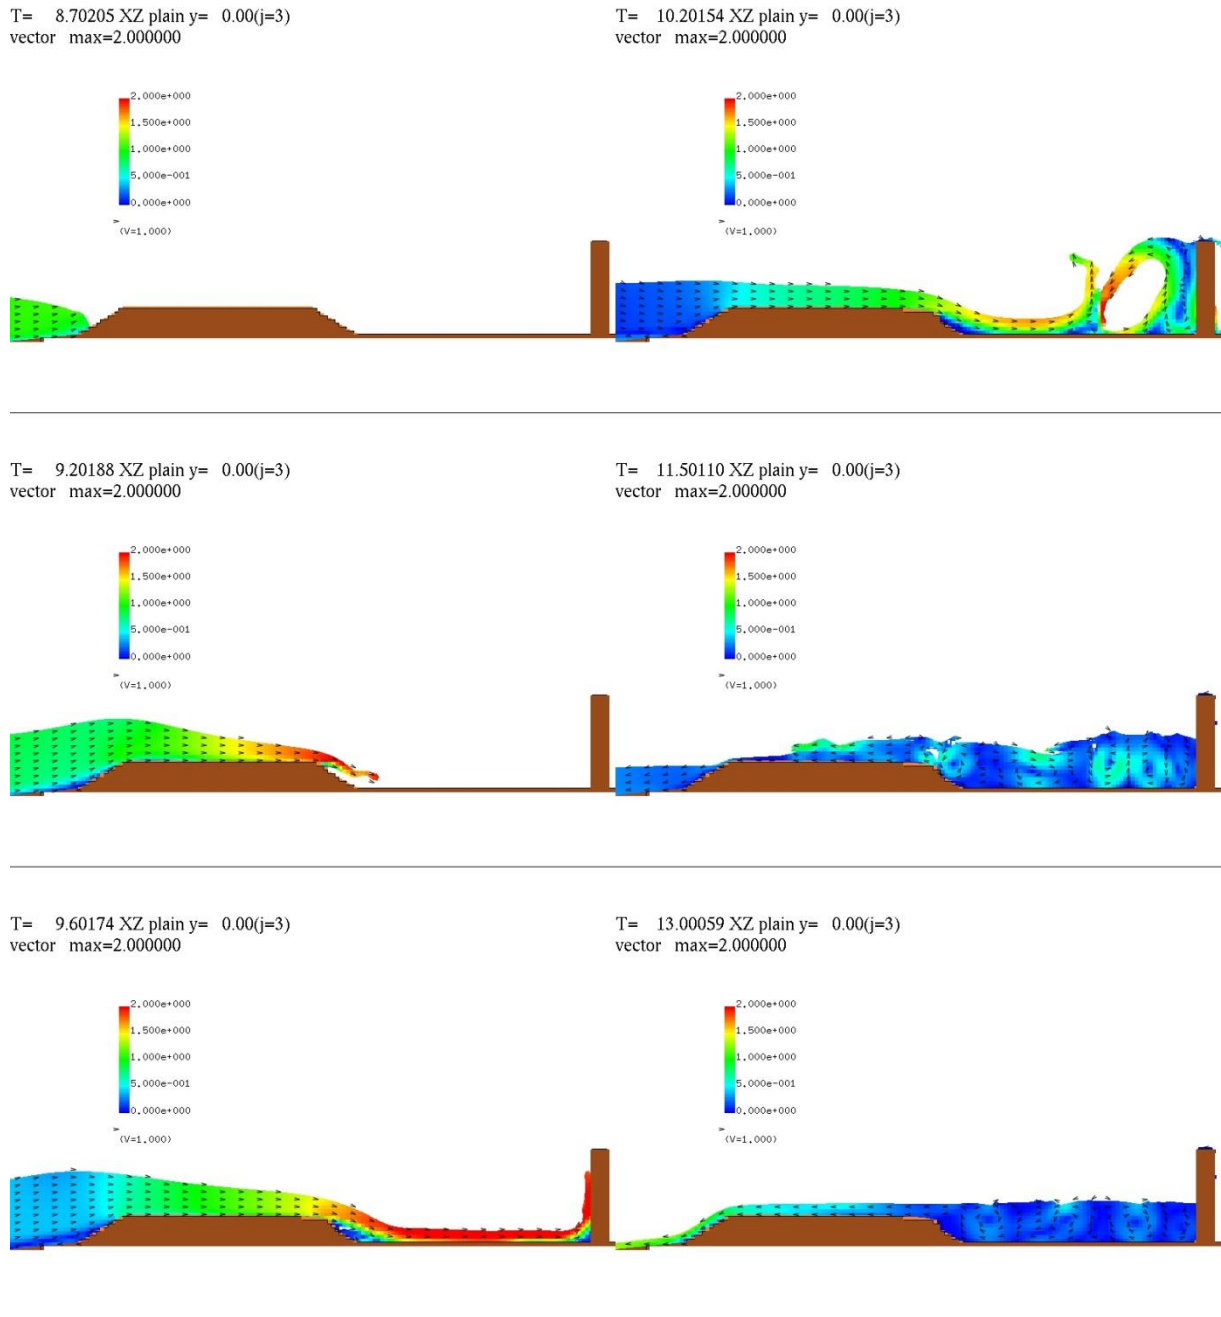 T= 8.70205 XZ plain y= 0.00(j=3)
vector max=2.000000
2.000e+000
1.500e+000
1.000e+000
5.000e-001
0.000e+000
(V=1.000)
T= 10.20154 XZ plain y= 0.00(j=3)
vector max=2.000000
2.000e+000
1.500e+000
1.000e+000
5.000e-001
0.000e+000
(V=1.000)
T= 9.20188 XZ plain y= 0.00(j=3)
vector max=2.000000
2.000e+000
1.500e+000
1.000e+000
5.000e-001
0.000e+000
(V=1.000)
T= 11.50110 XZ plain y= 0.00(j=3)
vector max=2.000000
2.000e+000
1.500e+000
1.000e+000
5.000e-001
0.000e+000
(V=1.000)
T= 9.60174 XZ plain y= 0.00(j=3)
vector max=2.000000
2.000e+000
1.500e+000
1.000e+000
5.000e-001
0.000e+000
(V=1.000)
T= 13.00059 XZ plain y= 0.00(j=3)
vector max=2.000000
2.000e+000
1.500e+000
1.000e+000
5.000e-001
0.000e+000
(V=1.000)